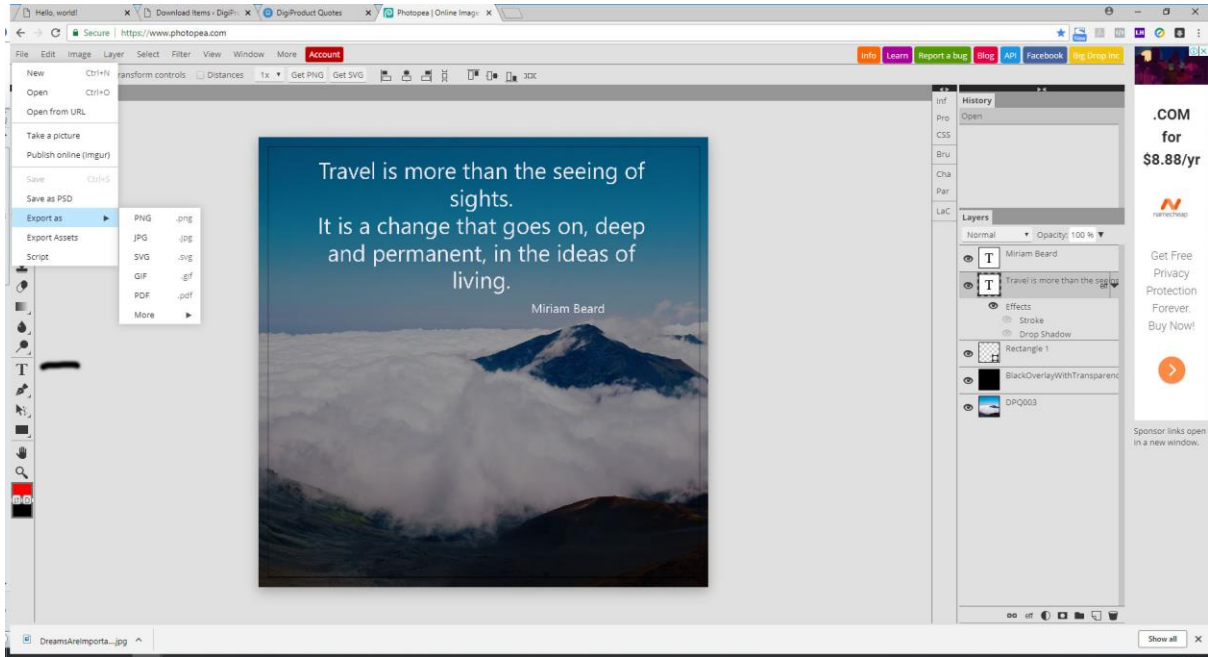 Hello, world!
Download Items ‹ DigiPr
DigiProduct Quotes
Photopea | Online Image
Secure
https://www.photopea.com
File Edit Image Layer Select Filter View Window More Account
Info Learn Report a bug Blog API Facebook Big Drop Inc
ransform controls Distances 1x Get PNG Get SVG
New Ctrl+N
Open Ctrl+O
Open from URL
Take a picture
Publish online (imgur)
Save Ctrl+S
Save as PSD
Export as
Export Assets
Script
PNG .png
JPG .jpg
SVG .svg
GIF .gif
PDF .pdf
More
Travel is more than the seeing of
sights.
It is a change that goes on, deep
and permanent, in the ideas of
living.
Miriam Beard
T
D D
Inf
Pro
CSS
Bru
Cha
Par
LaC
History
Open
Layers
Normal Opacity: 100 %
T Miriam Beard
T Travel is more than the seeing eff
Effects
Stroke
Drop Shadow
Rectangle 1
BlackOverlayWithTransparenc
DPQ003
eff
.COM
for
$8.88/yr
namecheap
Get Free
Privacy
Protection
Forever.
Buy Now!
Sponsor links open
in a new window.
DreamsAreImporta....jpg
Show all